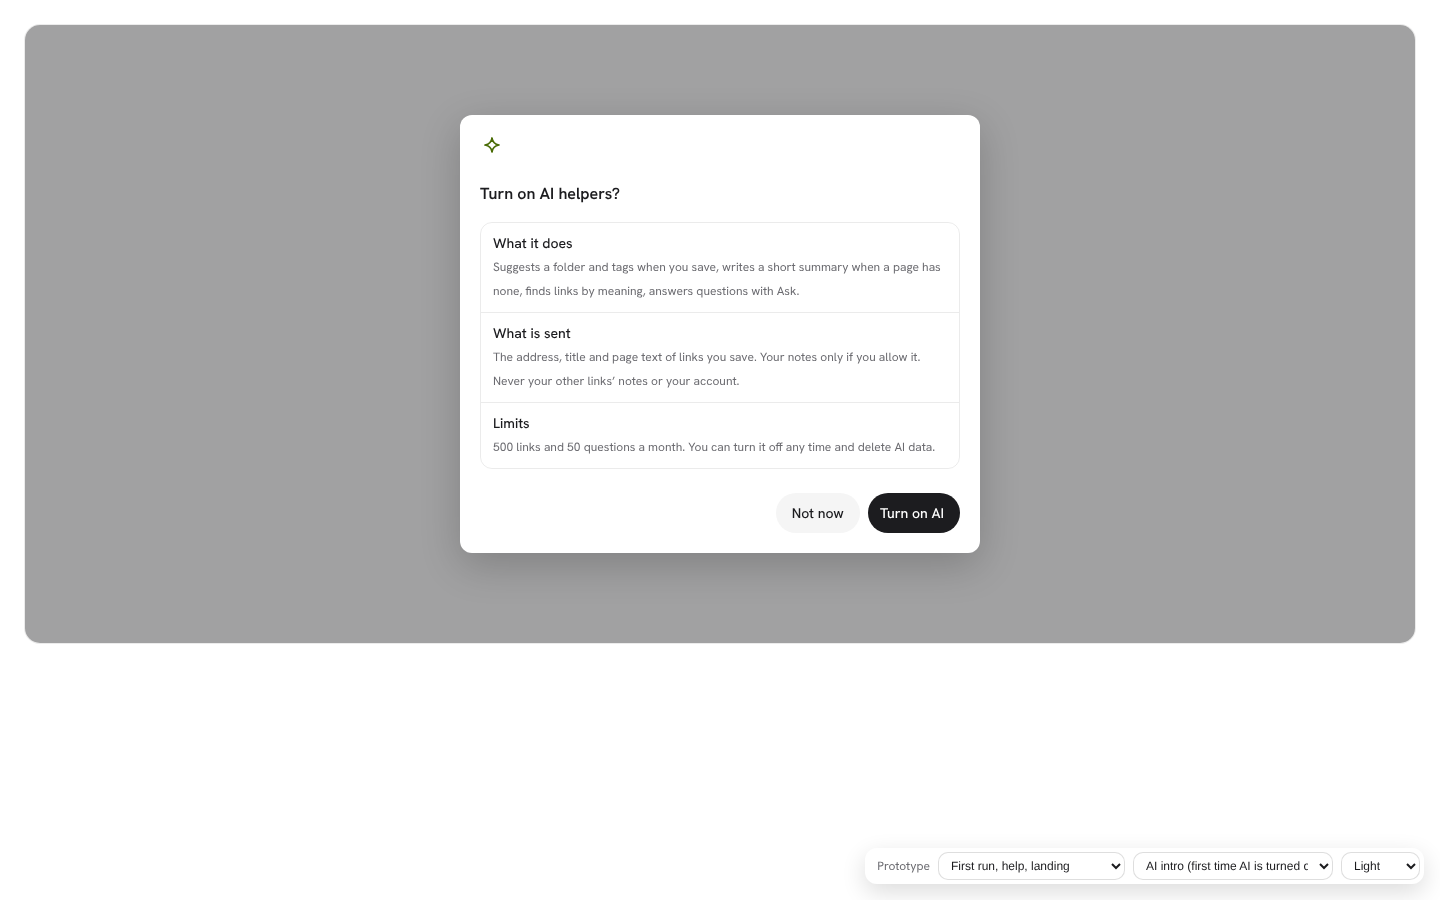 Turn on AI helpers?
What it does
Suggests a folder and tags when you save, writes a short summary when a page has
none, finds links by meaning, answers questions with Ask.
What is sent
The address, title and page text of links you save. Your notes only if you allow it.
Never your other links’ notes or your account.
Limits
500 links and 50 questions a month. You can turn it off any time and delete AI data.
Not now
Turn on AI
Prototype
First run, help, landing
AI intro (first time AI is turned
Light